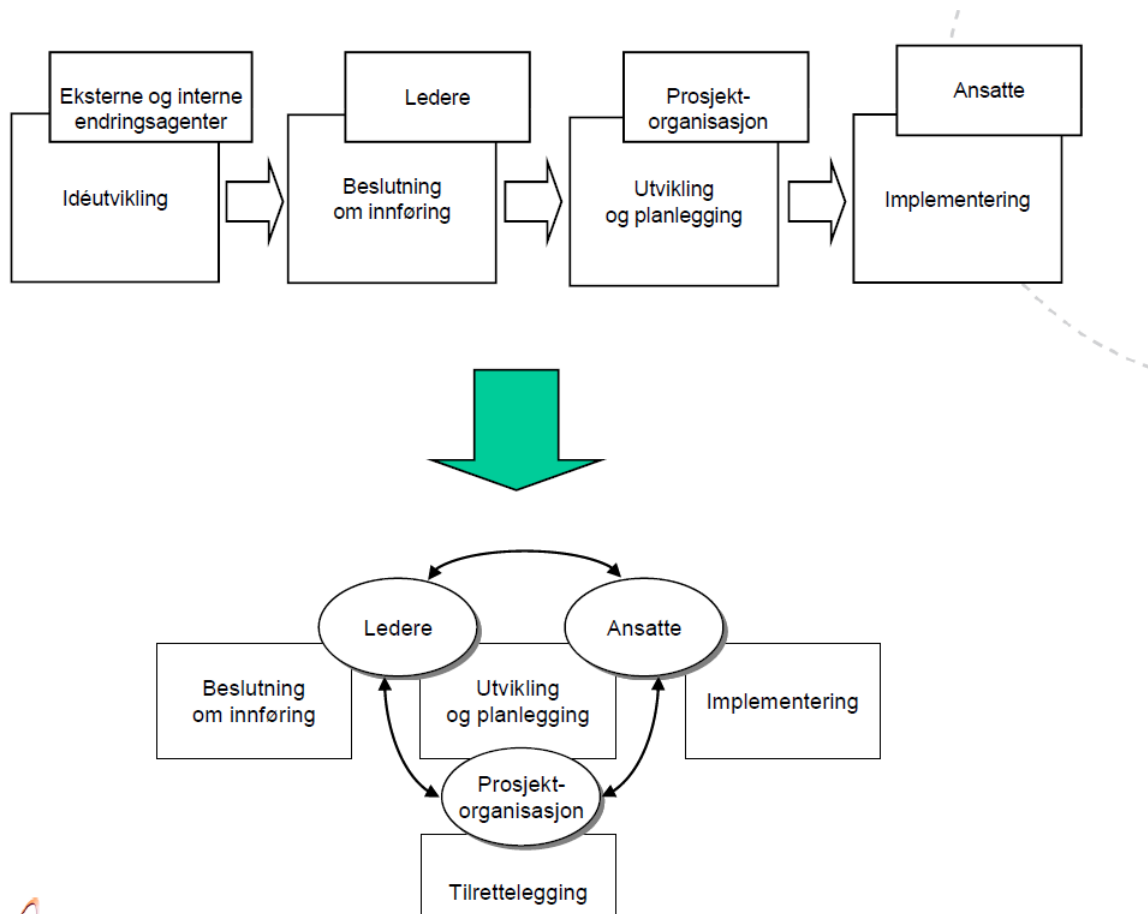 Eksterne og interne
endringsagenter
Idéutvikling
Ledere
Beslutning
om innføring
Prosjekt-
organisasjon
Utvikling
og planlegging
Ansatte
Implementering
Ledere
Ansatte
Beslutning
om innføring
Utvikling
og planlegging
Implementering
Prosjekt-
organisasjon
Tilrettelegging